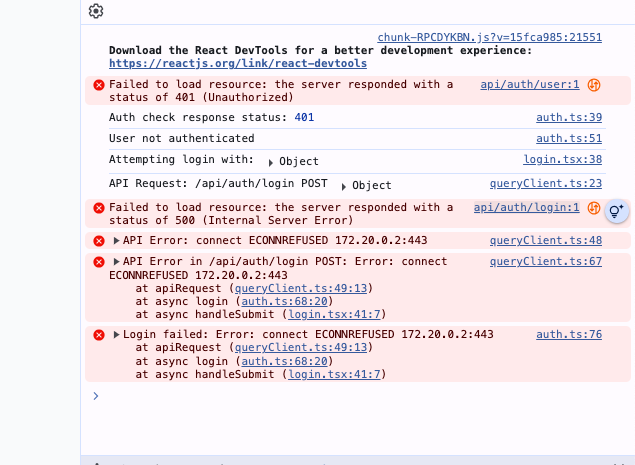 chunk-RPCDYKBN.js?v=15fca985:21551
Download the React DevTools for a better development experience:
https://reactjs.org/link/react-devtools
Failed to load resource: the server responded with a api/auth/user:1
status of 401 (Unauthorized)
Auth check response status: 401 auth.ts:39
User not authenticated auth.ts:51
Attempting login with: ▶ Object login.tsx:38
API Request: /api/auth/login POST ▶ Object queryClient.ts:23
Failed to load resource: the server responded with a api/auth/login:1
status of 500 (Internal Server Error)
▶ API Error: connect ECONNREFUSED 172.20.0.2:443 queryClient.ts:48
▶ API Error in /api/auth/login POST: Error: connect queryClient.ts:67
ECONNREFUSED 172.20.0.2:443
at apiRequest (queryClient.ts:49:13)
at async login (auth.ts:68:20)
at async handleSubmit (login.tsx:41:7)
▶ Login failed: Error: connect ECONNREFUSED 172.20.0.2:443 auth.ts:76
at apiRequest (queryClient.ts:49:13)
at async login (auth.ts:68:20)
at async handleSubmit (login.tsx:41:7)